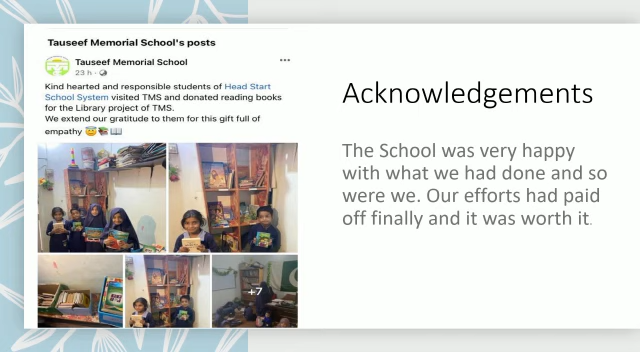 Tauseef Memorial School's posts
Tauseef Memorial School
23 h ·
Kind hearted and responsible students of Head Start
School System visited TMS and donated reading books
for the Library project of TMS.
We extend our gratitude to them for this gift full of
empathy 😇📚📖
+7
Acknowledgements
The School was very happy
with what we had done and so
were we. Our efforts had paid
off finally and it was worth it.